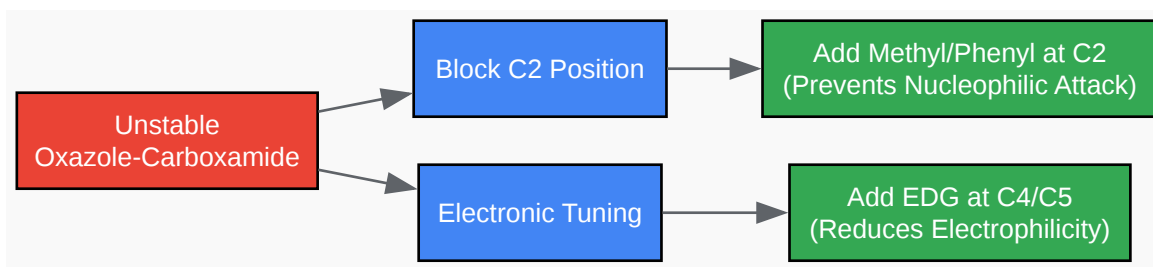 Unstable
Oxazole-Carboxamide
Block C2 Position
Add Methyl/Phenyl at C2
(Prevents Nucleophilic Attack)
Electronic Tuning
Add EDG at C4/C5
(Reduces Electrophilicity)